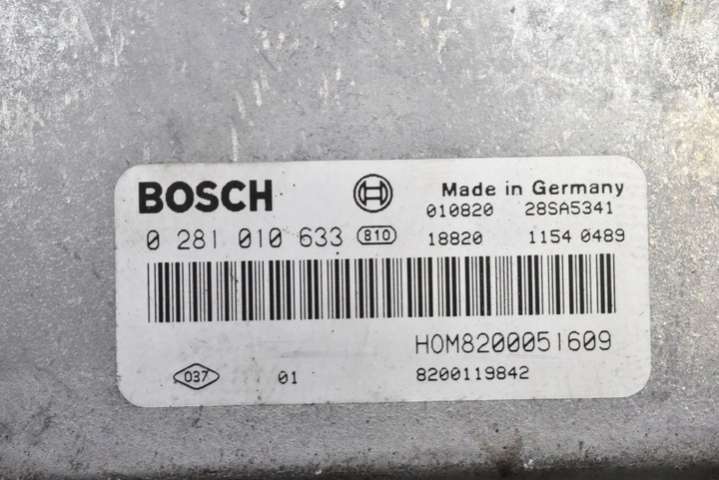 BOSCH Made in Germany
010820 28SA5341
0 281 010 633 810 18820 1154 0489
HOM8200051609
037 01 8200119842